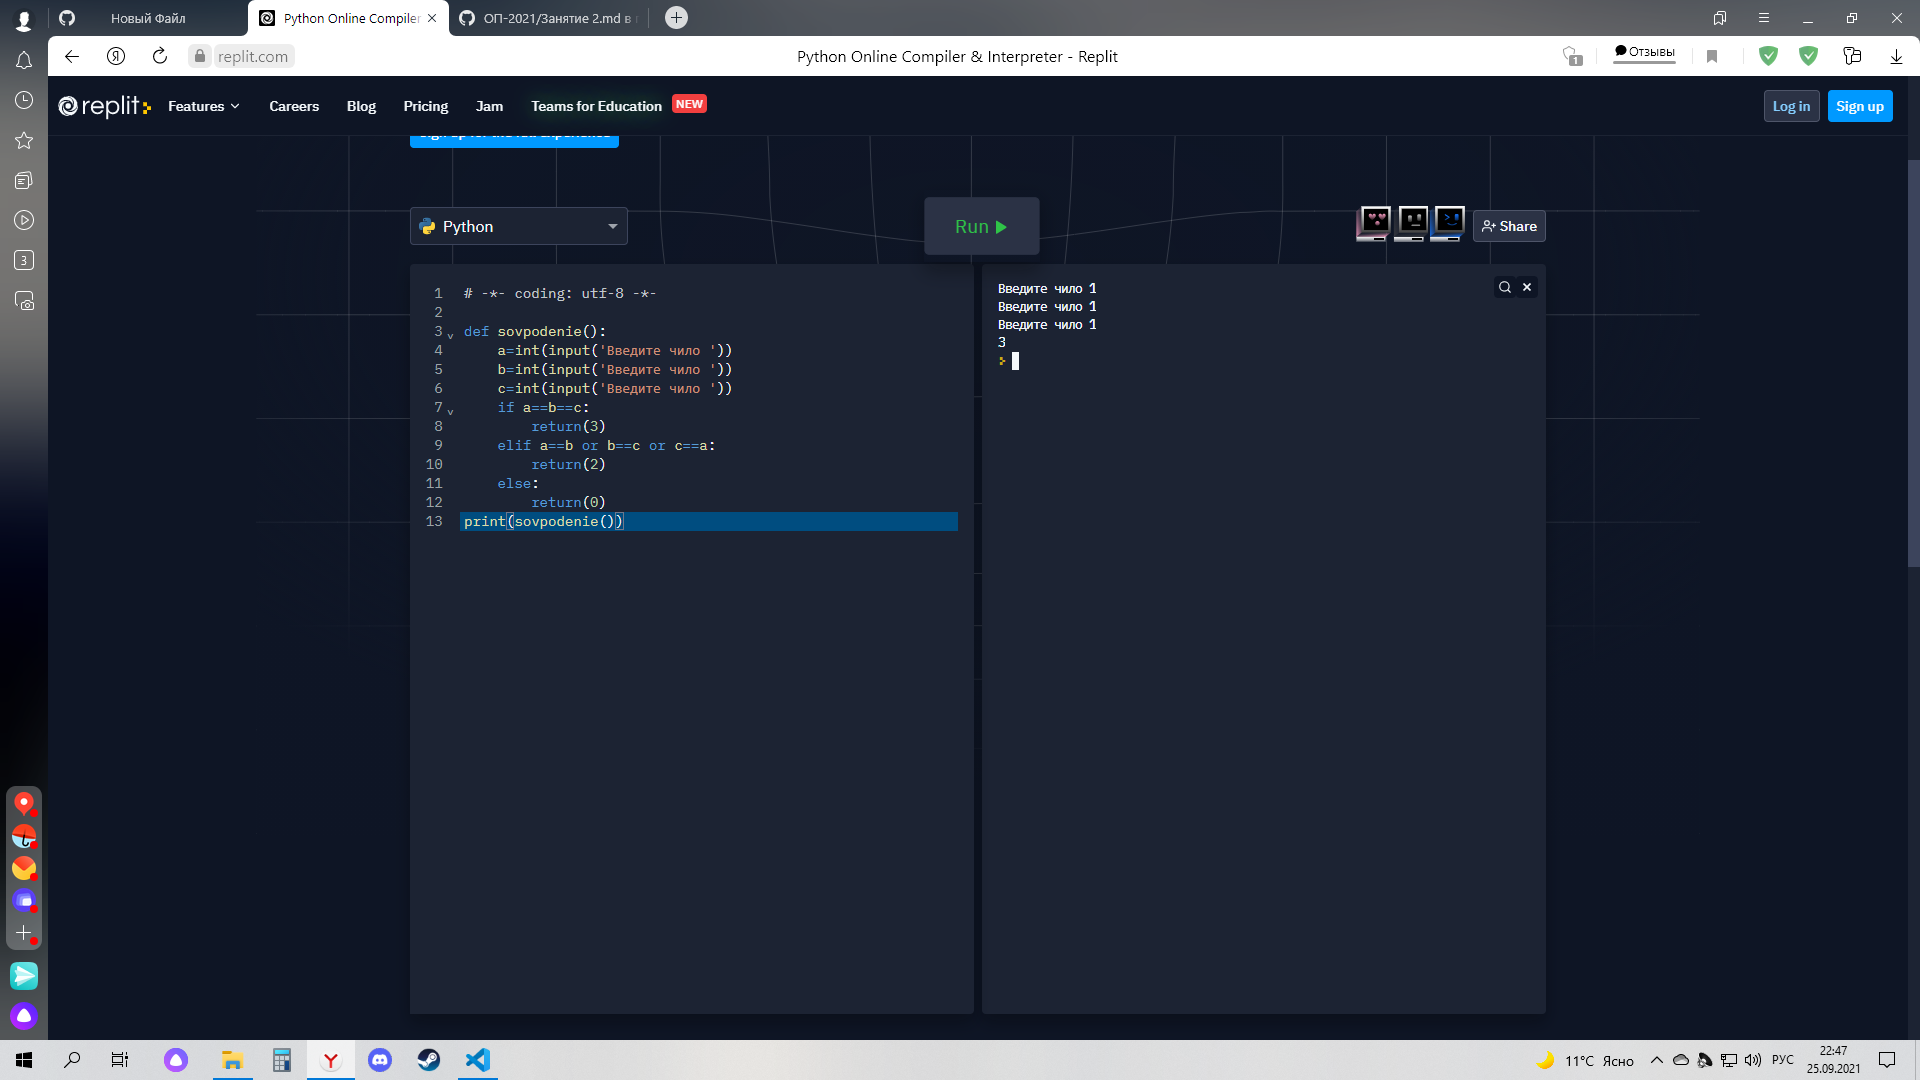 Новый Файл
Python Online Compiler
ОП-2021/Занятие 2.md в
replit.com
Python Online Compiler & Interpreter - Replit
1
Отзывы
replit
Features
Careers
Blog
Pricing
Jam
Teams for Education
NEW
Log in
Sign up
Python
Run
Share
1 # -*- coding: utf-8 -*-
2
3 def sovpodenie():
4     a=int(input('Введите чило '))
5     b=int(input('Введите чило '))
6     c=int(input('Введите чило '))
7     if a==b==c:
8         return(3)
9     elif a==b or b==c or c==a:
10         return(2)
11     else:
12         return(0)
13 print(sovpodenie())
Введите чило 1
Введите чило 1
Введите чило 1
3
3
11°C Ясно
РУС
22:47
25.09.2021